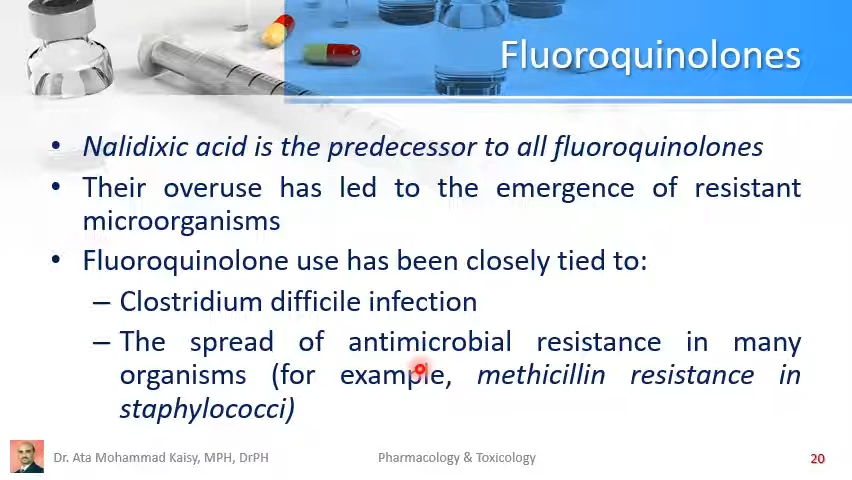 Fluoroquinolones
• Nalidixic acid is the predecessor to all fluoroquinolones
• Their overuse has led to the emergence of resistant
microorganisms
• Fluoroquinolone use has been closely tied to:
– Clostridium difficile infection
– The spread of antimicrobial resistance in many
organisms (for example, methicillin resistance in
staphylococci)
Dr. Ata Mohammad Kaisy, MPH, DrPH
Pharmacology & Toxicology
20